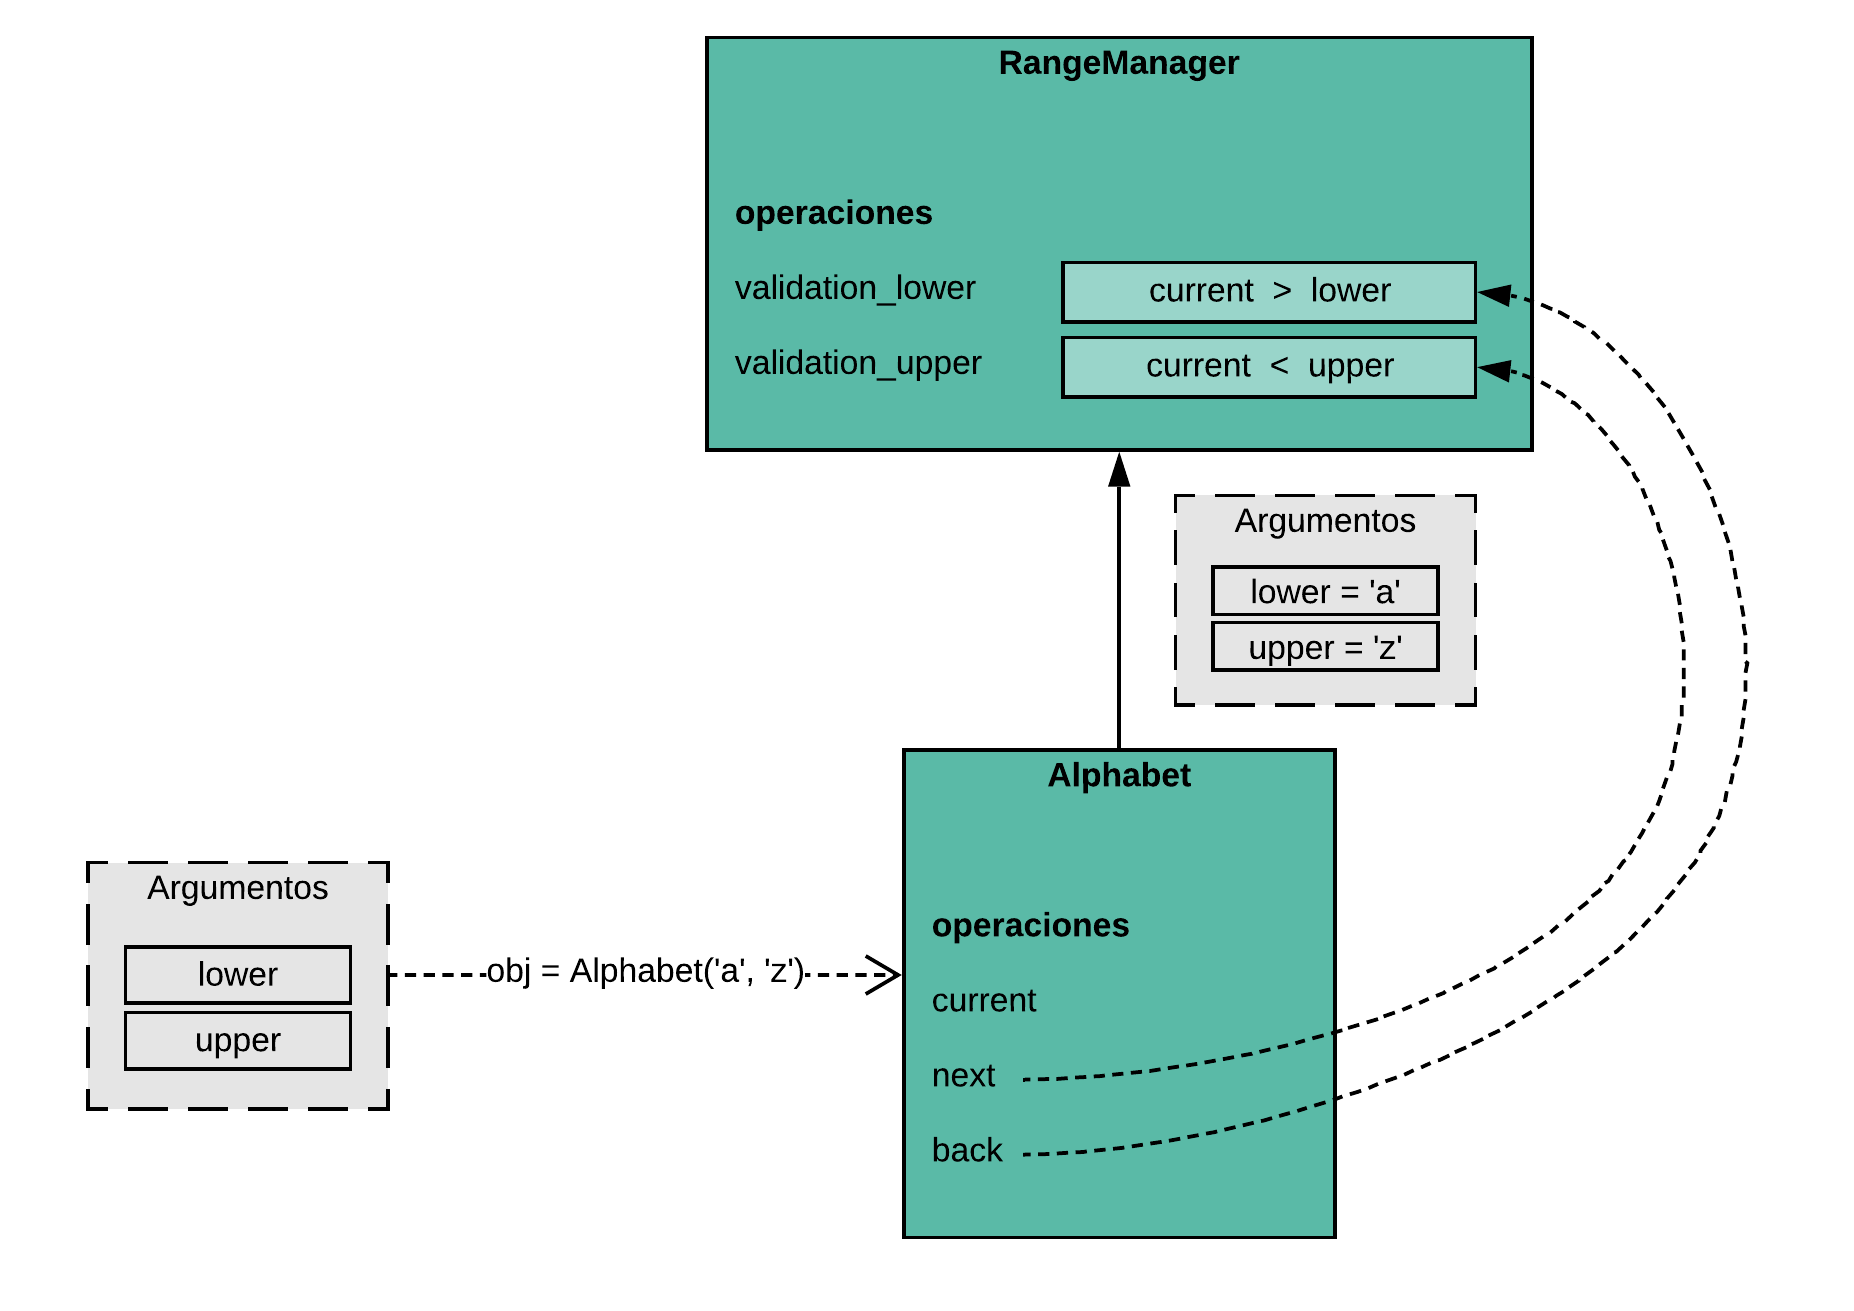 RangeManager
operaciones
validation_lower
current > lower
validation_upper
current < upper
Argumentos
lower = 'a'
upper = 'z'
Alphabet
Argumentos
lower
upper
obj = Alphabet('a', 'z')
operaciones
current
next
back